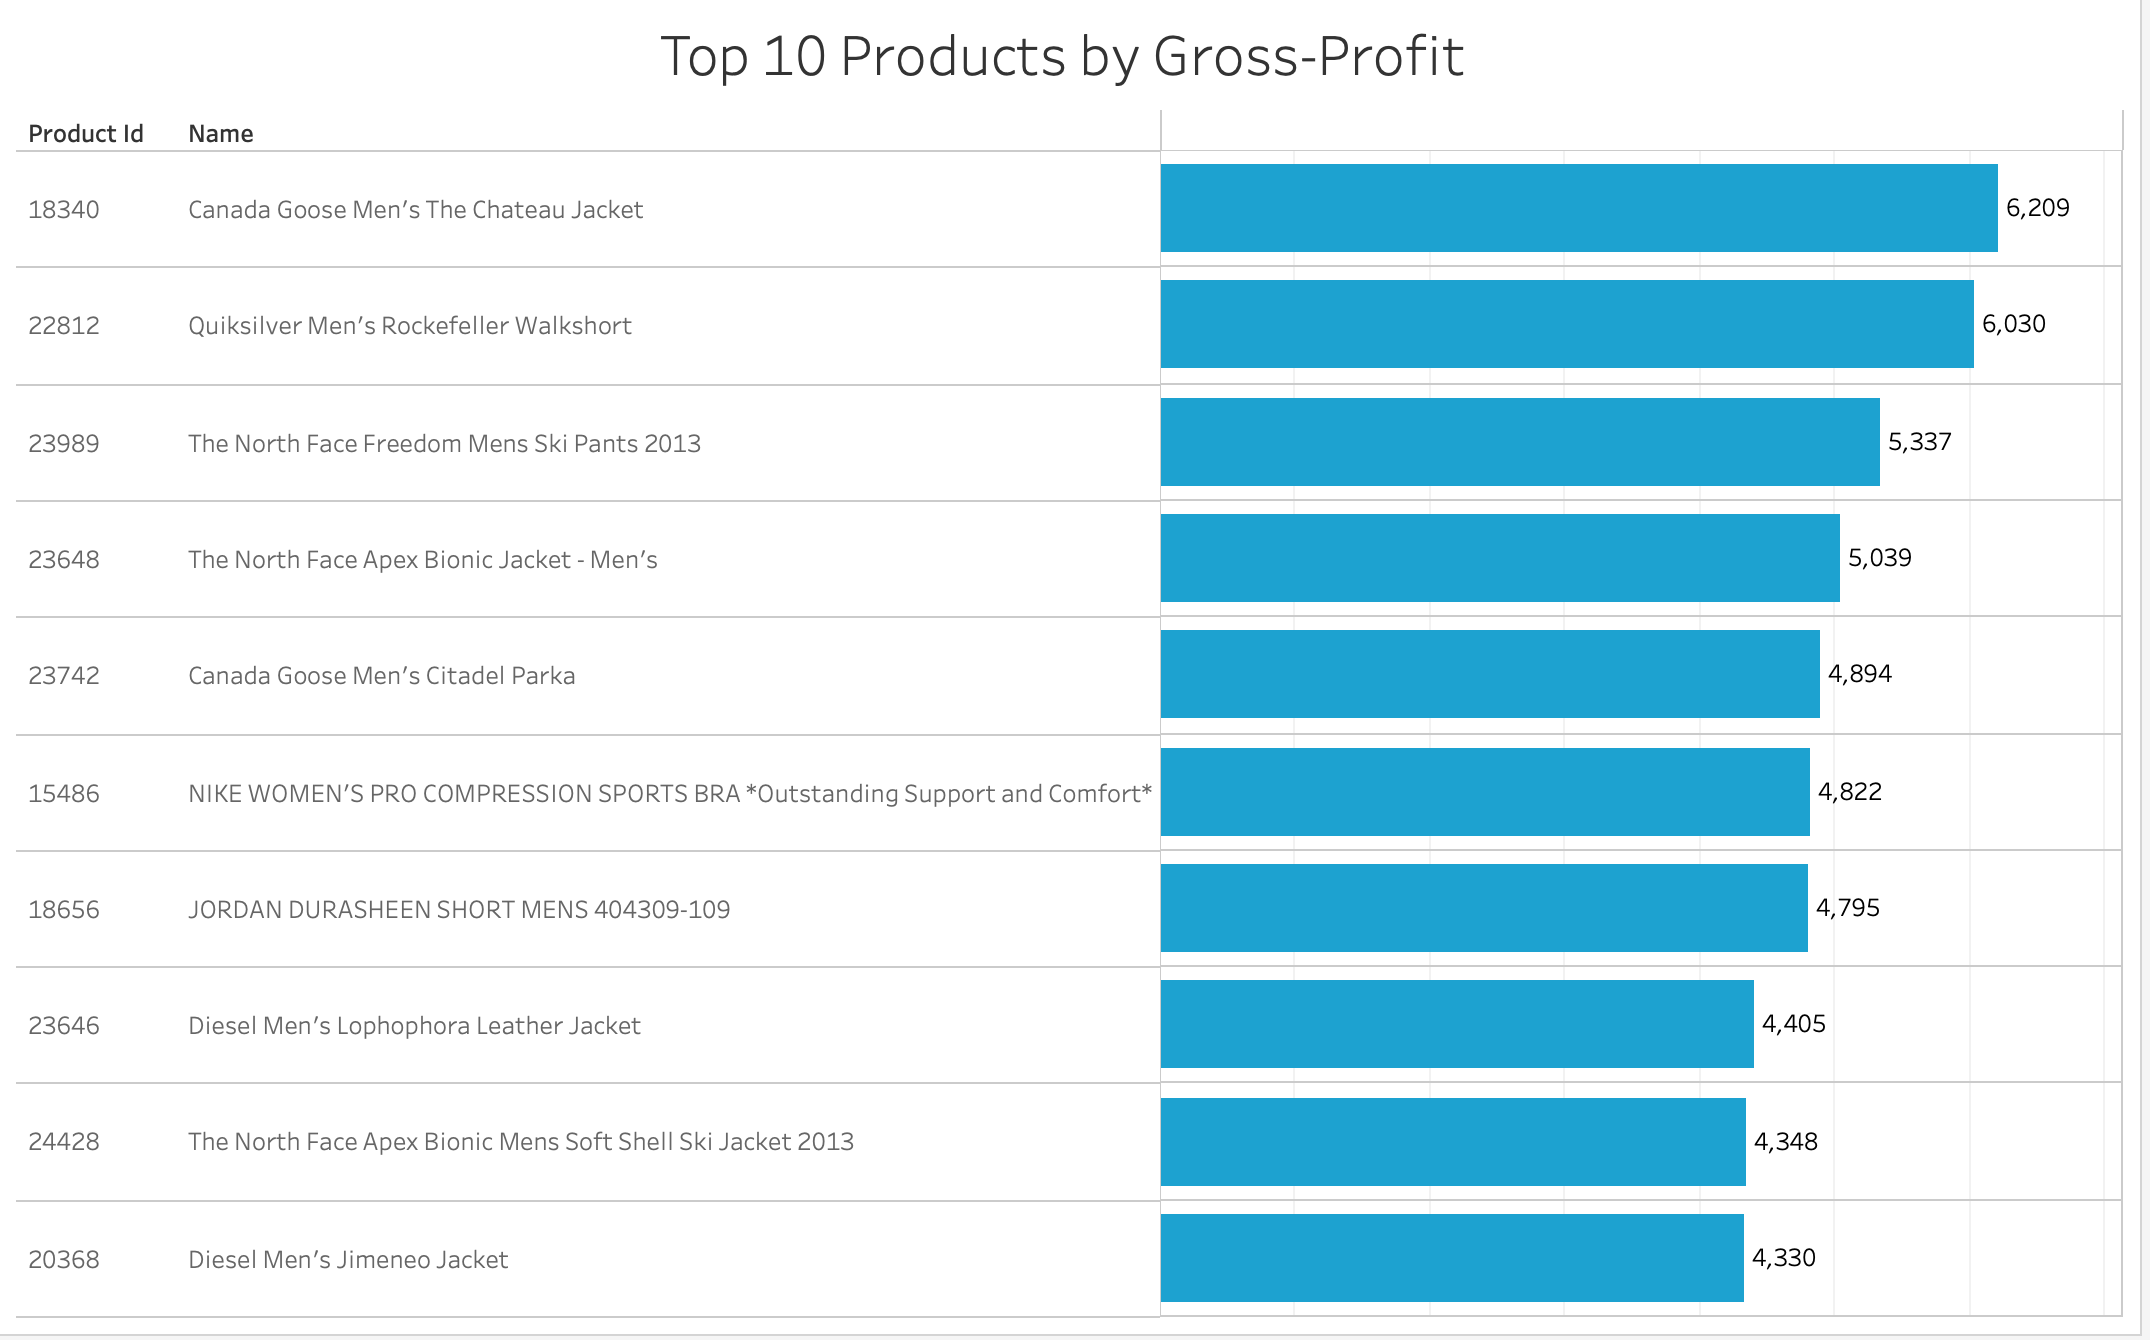 Top 10 Products by Gross-Profit
Product Id Name
18340 Canada Goose Men's The Chateau Jacket 6,209
22812 Quiksilver Men's Rockefeller Walkshort 6,030
23989 The North Face Freedom Mens Ski Pants 2013 5,337
23648 The North Face Apex Bionic Jacket - Men's 5,039
23742 Canada Goose Men's Citadel Parka 4,894
15486 NIKE WOMEN'S PRO COMPRESSION SPORTS BRA *Outstanding Support and Comfort* 4,822
18656 JORDAN DURASHEEN SHORT MENS 404309-109 4,795
23646 Diesel Men's Lophophora Leather Jacket 4,405
24428 The North Face Apex Bionic Mens Soft Shell Ski Jacket 2013 4,348
20368 Diesel Men's Jimeneo Jacket 4,330